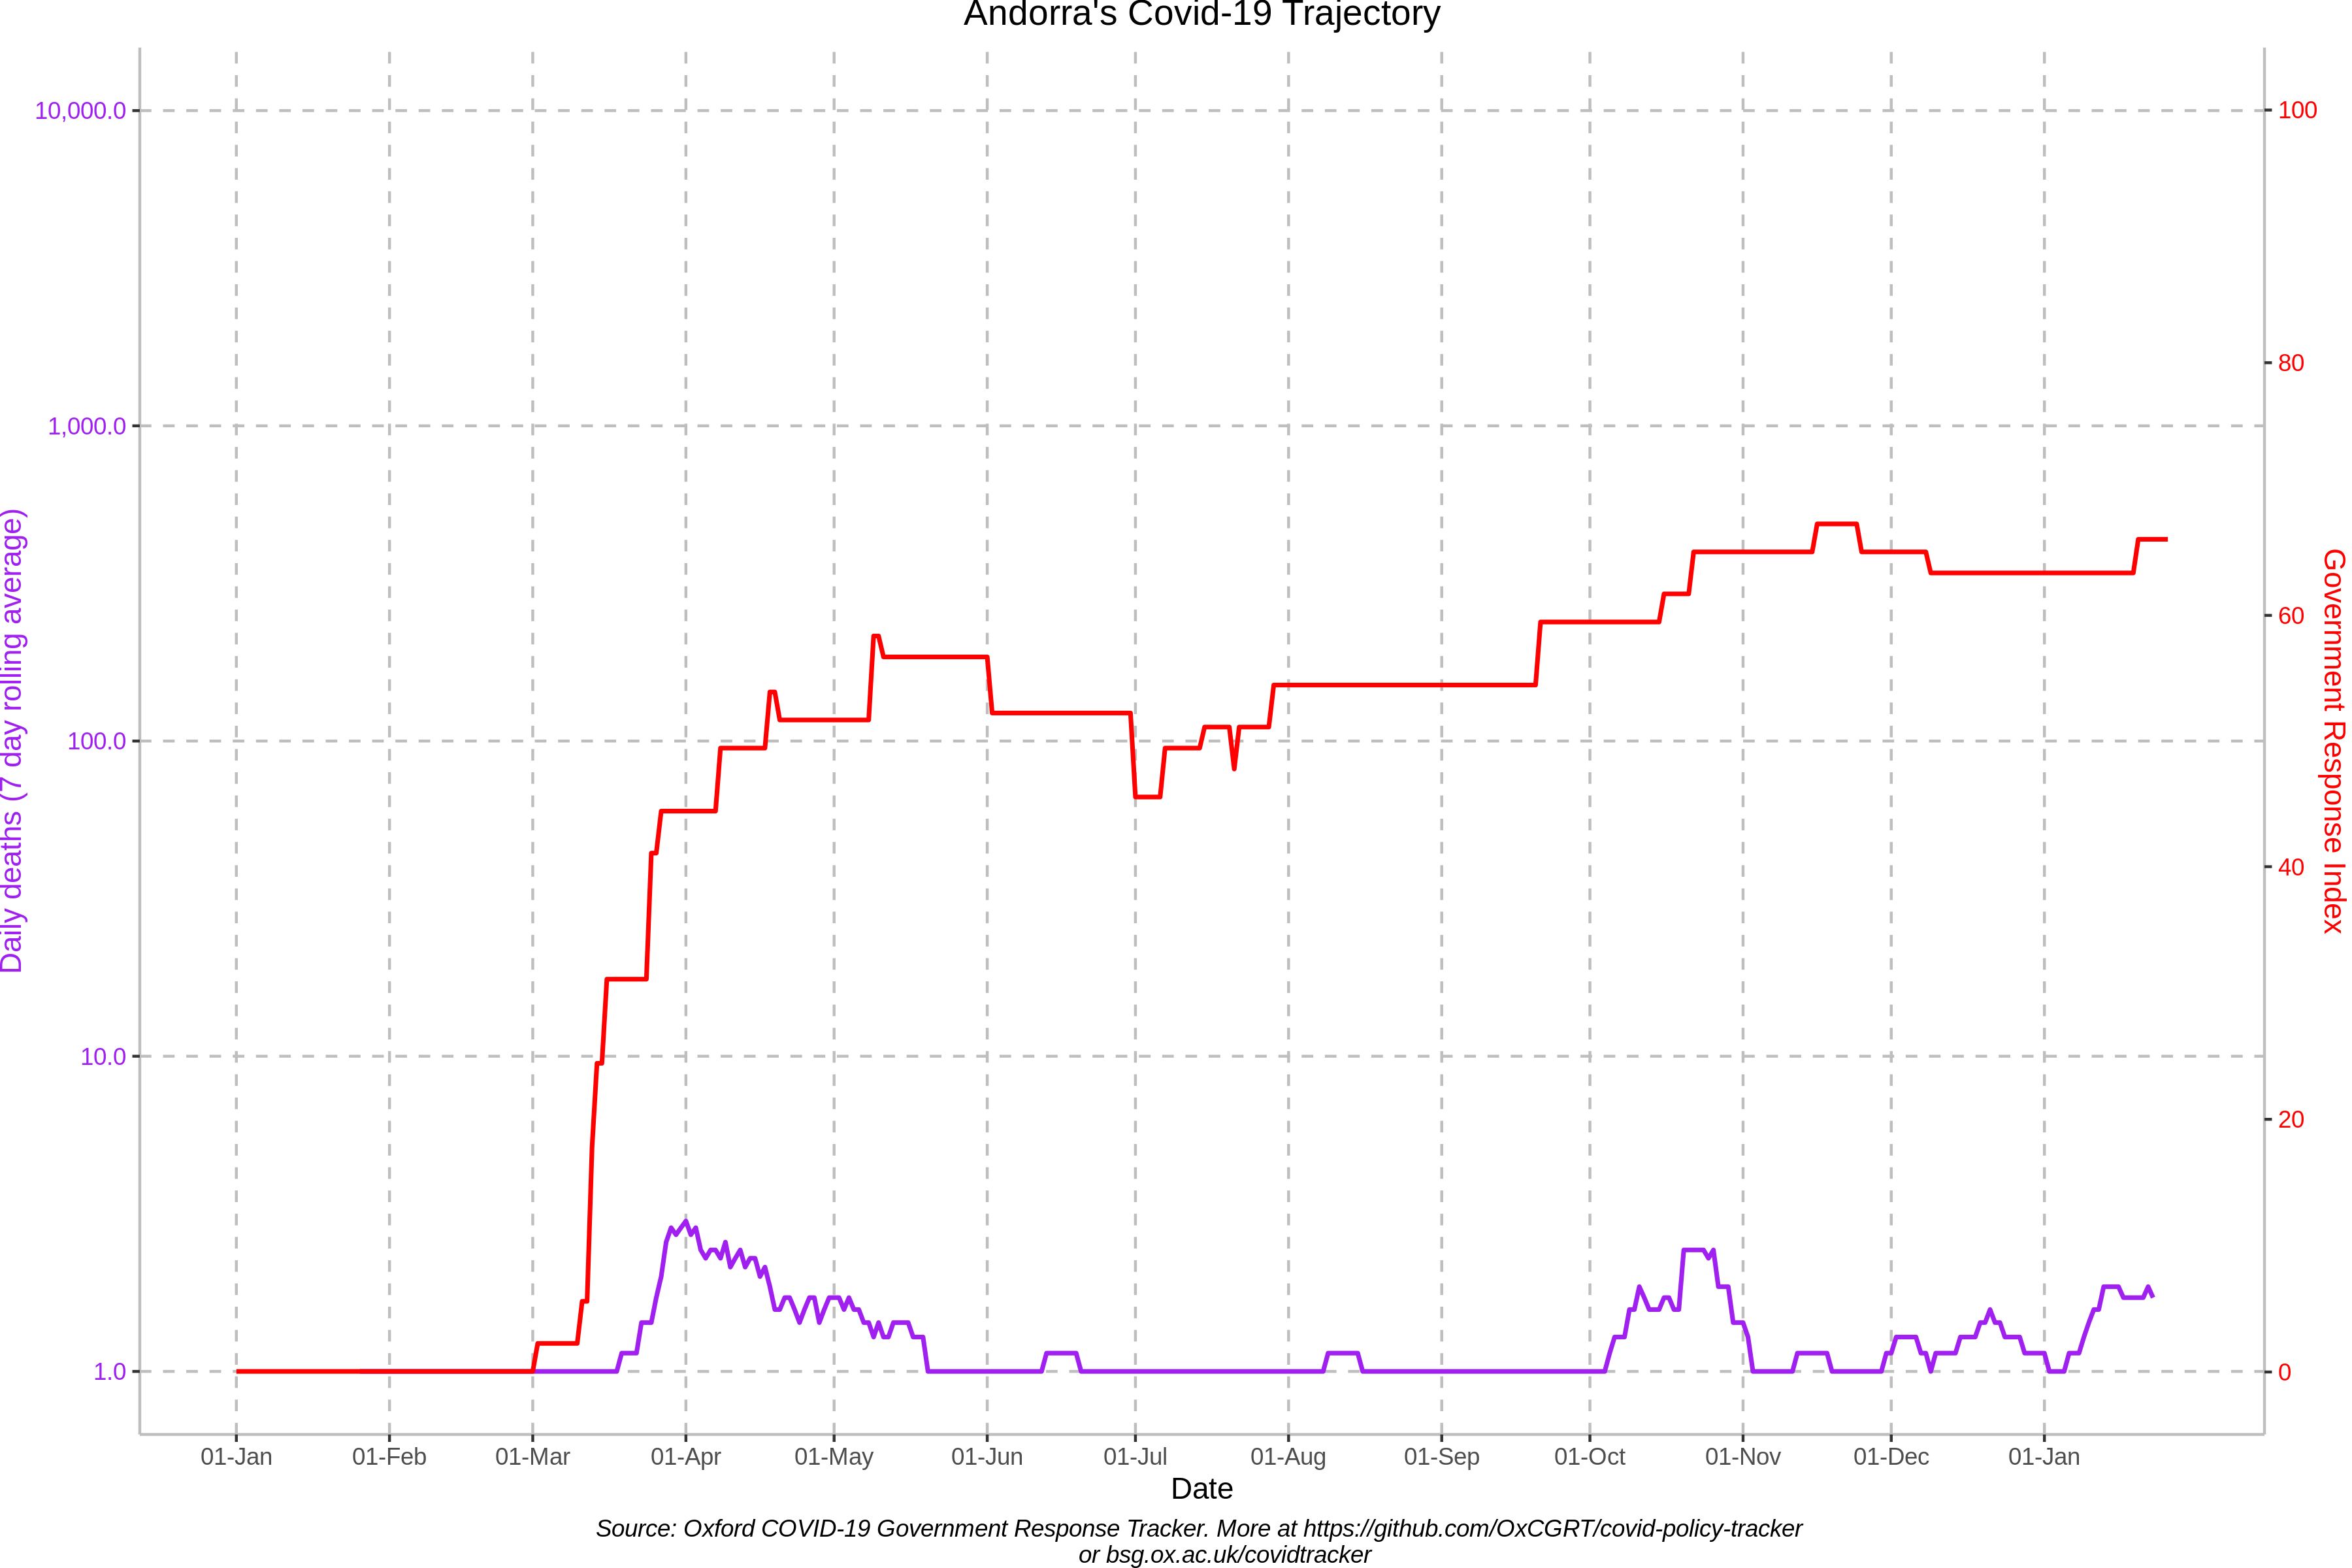 Andorra's Covid-19 Trajectory
10,000.0
1,000.0
100.0
10.0
1.0
Daily deaths (7 day rolling average)
100
80
60
40
20
0
Government Response Index
01-Jan 01-Feb 01-Mar 01-Apr 01-May 01-Jun 01-Jul 01-Aug 01-Sep 01-Oct 01-Nov 01-Dec 01-Jan
Date
Source: Oxford COVID-19 Government Response Tracker. More at https://github.com/OxCGRT/covid-policy-tracker
or bsg.ox.ac.uk/covidtracker